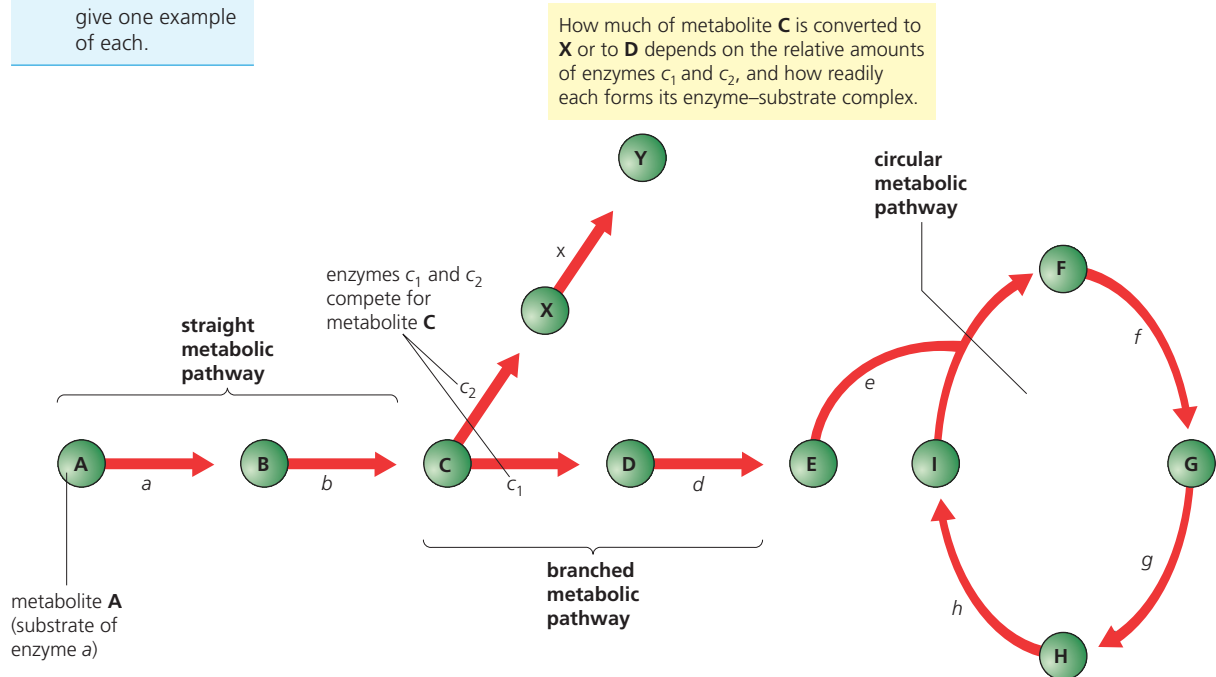 give one example
of each.
How much of metabolite C is converted to
X or to D depends on the relative amounts
of enzymes c₁ and c₂, and how readily
each forms its enzyme–substrate complex.
Y
circular
metabolic
pathway
x
F
enzymes c₁ and c₂
compete for
metabolite C
X
straight
metabolic
pathway
f
e
c₂
A
B
C
D
E
I
G
a
b
c₁
d
g
branched
metabolic
pathway
h
metabolite A
(substrate of
enzyme a)
H